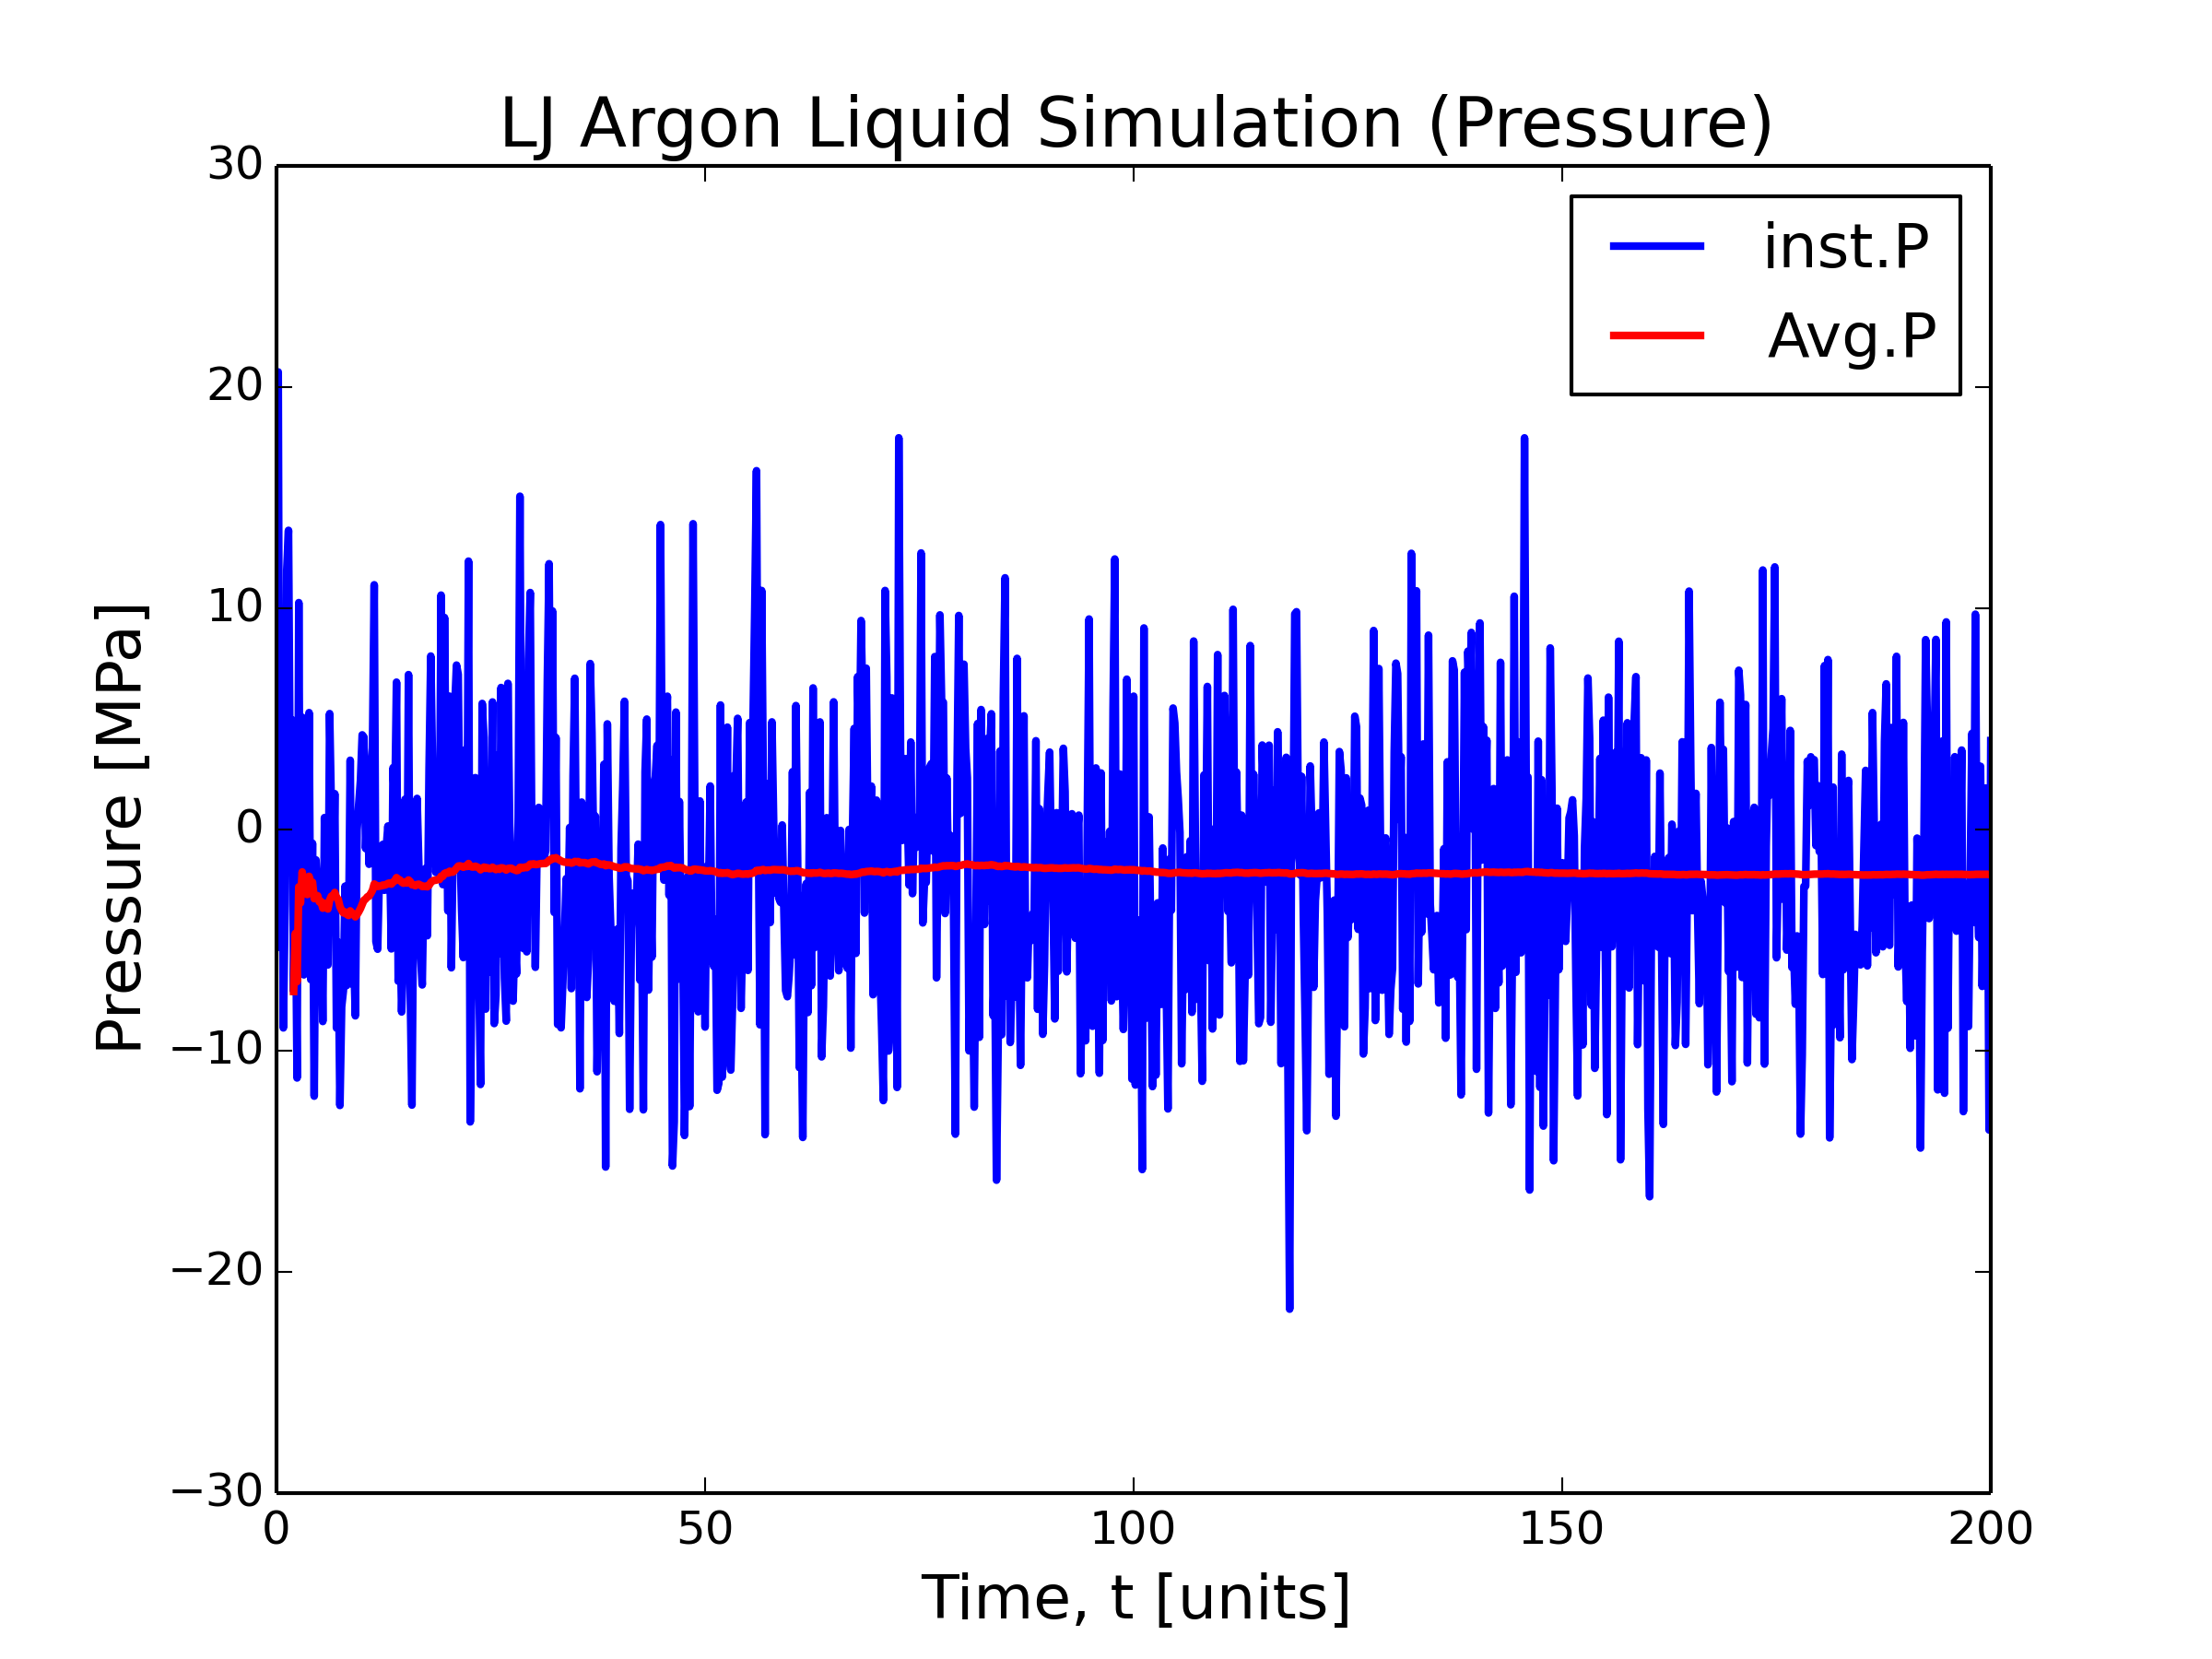 LJ Argon Liquid Simulation (Pressure)
30
20
10
0
−10
−20
−30
Pressure [MPa]
inst.P
Avg.P
0 50 100 150 200
Time, t [units]